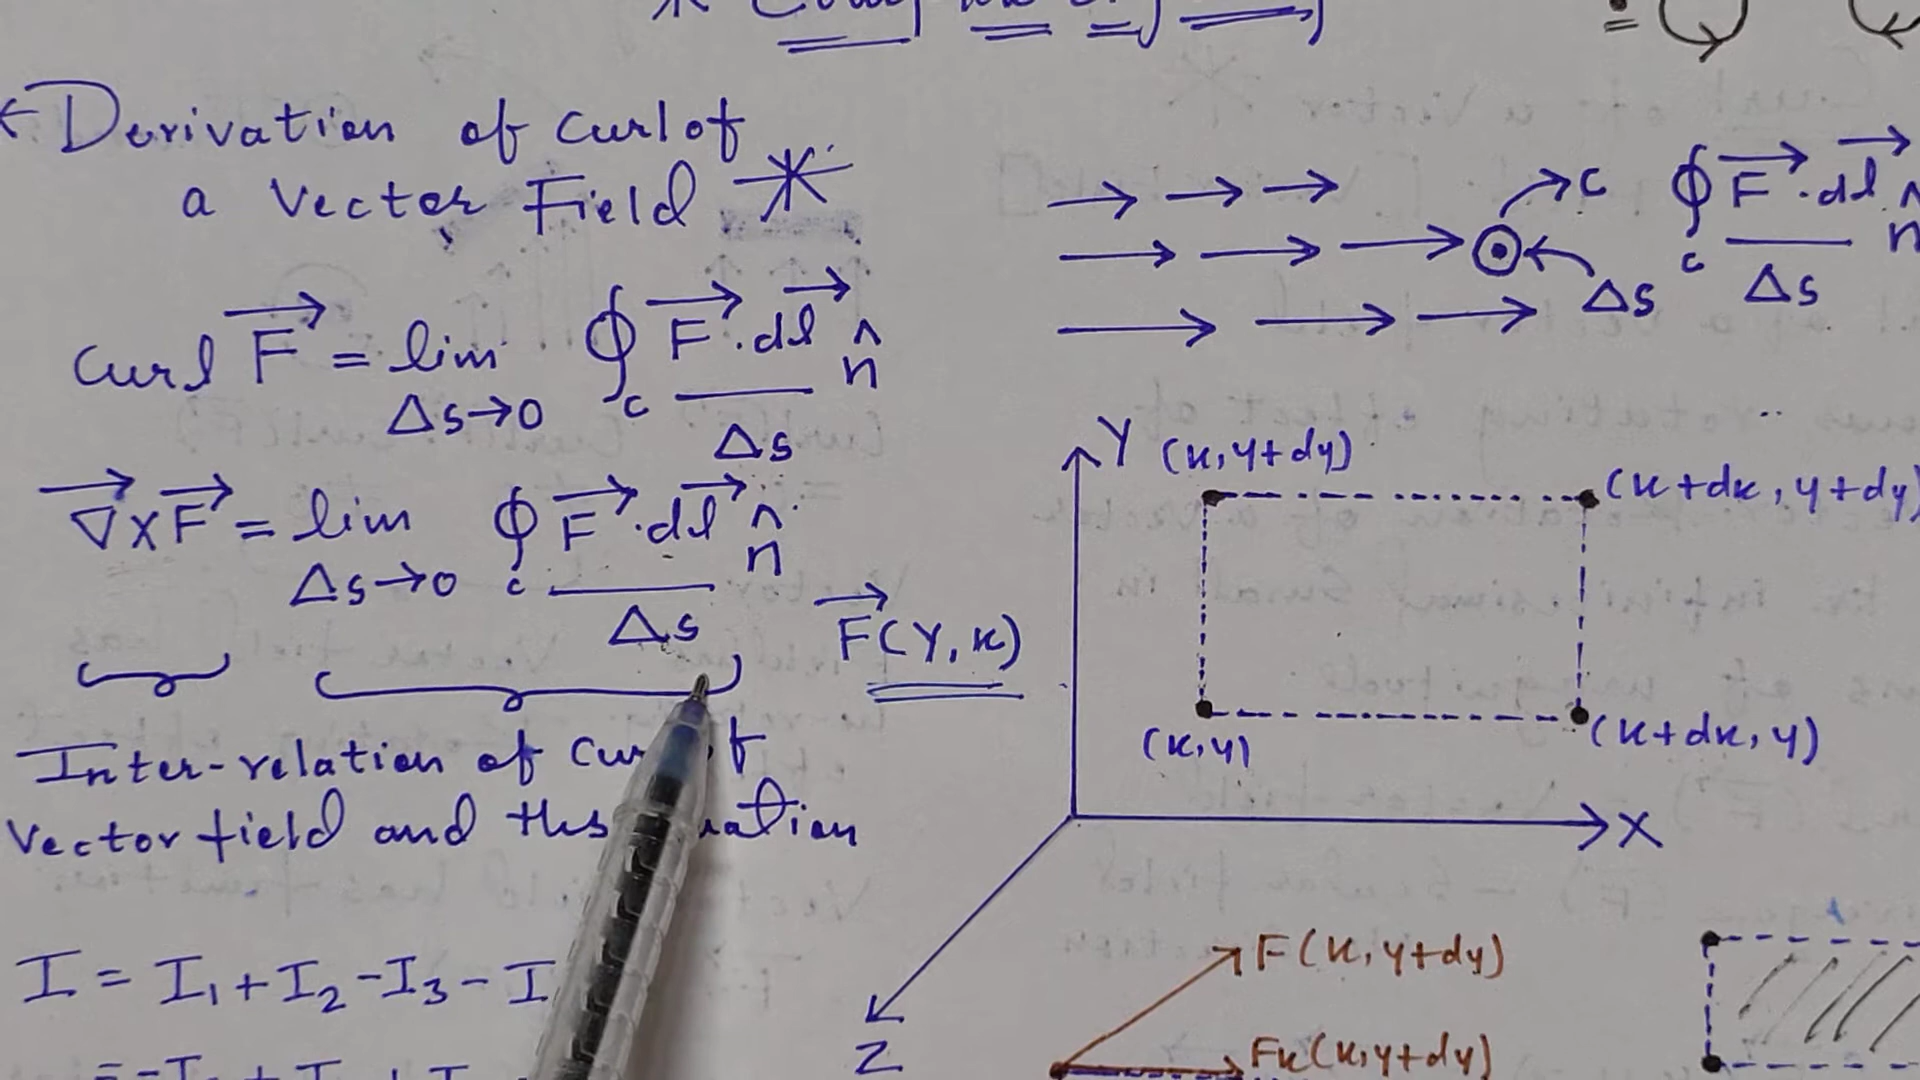 Derivation of curl of
a Vector Field *
Curl F⃗ = lim Δs→0 ∮c F⃗.dl⃗ / Δs n̂
∇⃗ x F⃗ = lim Δs→0 ∮c F⃗.dl⃗ / Δs n̂
F⃗(Y, x)
Inter-relation of
Vector field and this
I = I₁ + I₂ - I₃ - I
C
ΔS
∮c F⃗.dl⃗ / Δs n̂
Y
(x, y+dy)
(x+dx, y+dy)
(x, y)
(x+dx, y)
X
Z
F(x, y+dy)
Fx(x, y+dy)